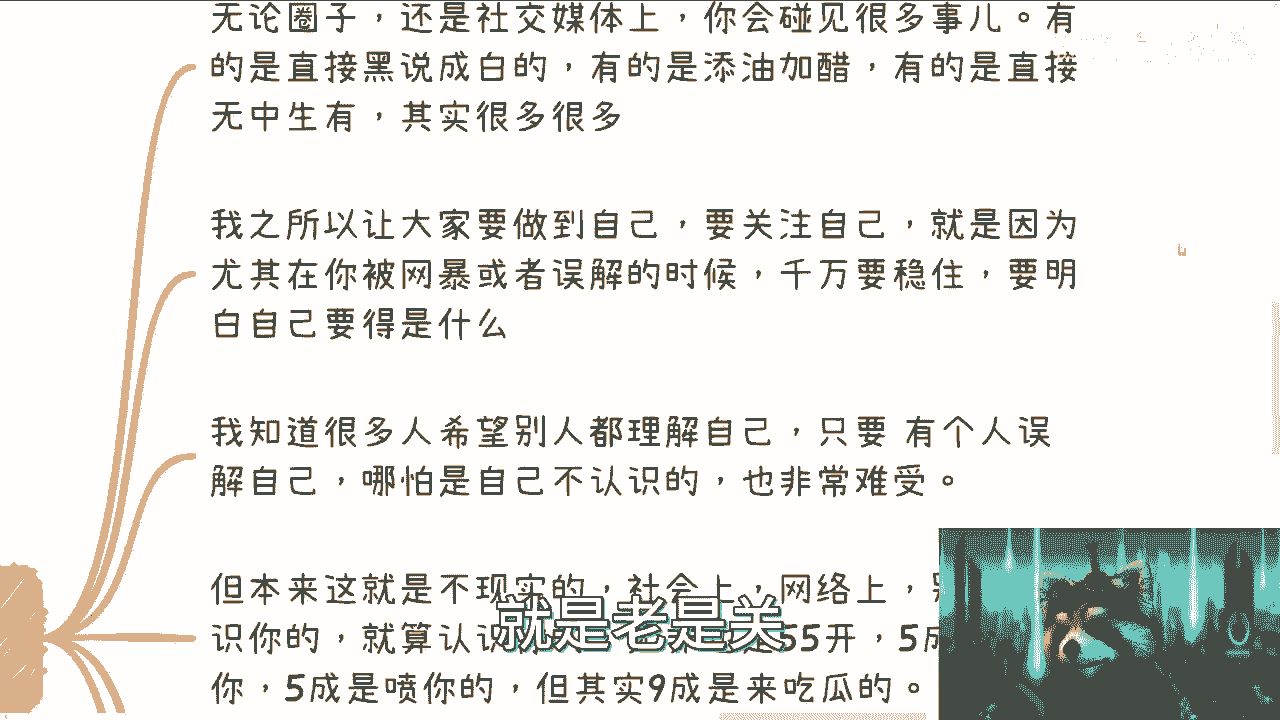 无论圈子，还是社交媒体上，你会碰见很多事儿。有
的是直接黑说成白的，有的是添油加醋，有的是直接
无中生有，其实很多很多
我之所以让大家要做到自己，要关注自己，就是因为
尤其在你被网暴或者误解的时候，千万要稳住，要明
白自己要得是什么
我知道很多人希望别人都理解自己，只要 有个人误
解自己，哪怕是自己不认识的，也非常难受。
但本来这就是不现实的，社会上，网络上，
识你的，就算认识 55开，5成
就是老是关
你，5成是喷你的，但其实9成是来吃瓜的。